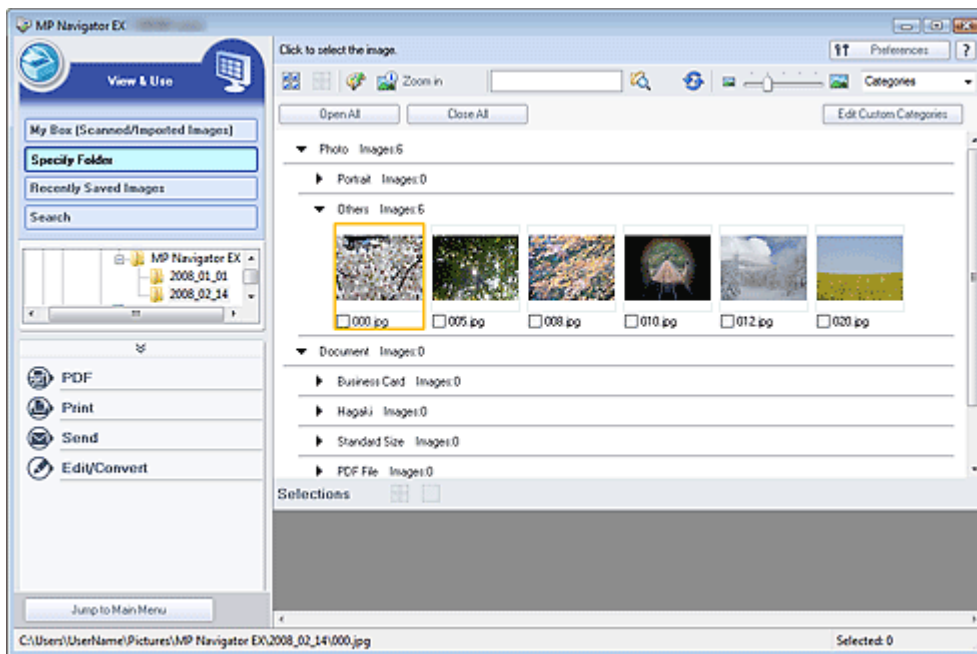 MP Navigator EX
View & Use
My Box (Scanned/Imported Images)
Specify Folder
Recently Saved Images
Search
MP Navigator EX
2008_01_01
2008_02_14
PDF
Print
Send
Edit/Convert
Jump to Main Menu
Click to select the image.
Preferences
?
Zoom in
Categories
Open All
Close All
Edit Custom Categories
Photo Images:6
Portrait Images:0
Others Images:6
000.jpg 005.jpg 008.jpg 010.jpg 012.jpg 020.jpg
Document Images:0
Business Card Images:0
Hagaki Images:0
Standard Size Images:0
PDF File Images:0
Selections
C:\Users\UserName\Pictures\MP Navigator EX\2008_02_14\000.jpg
Selected: 0